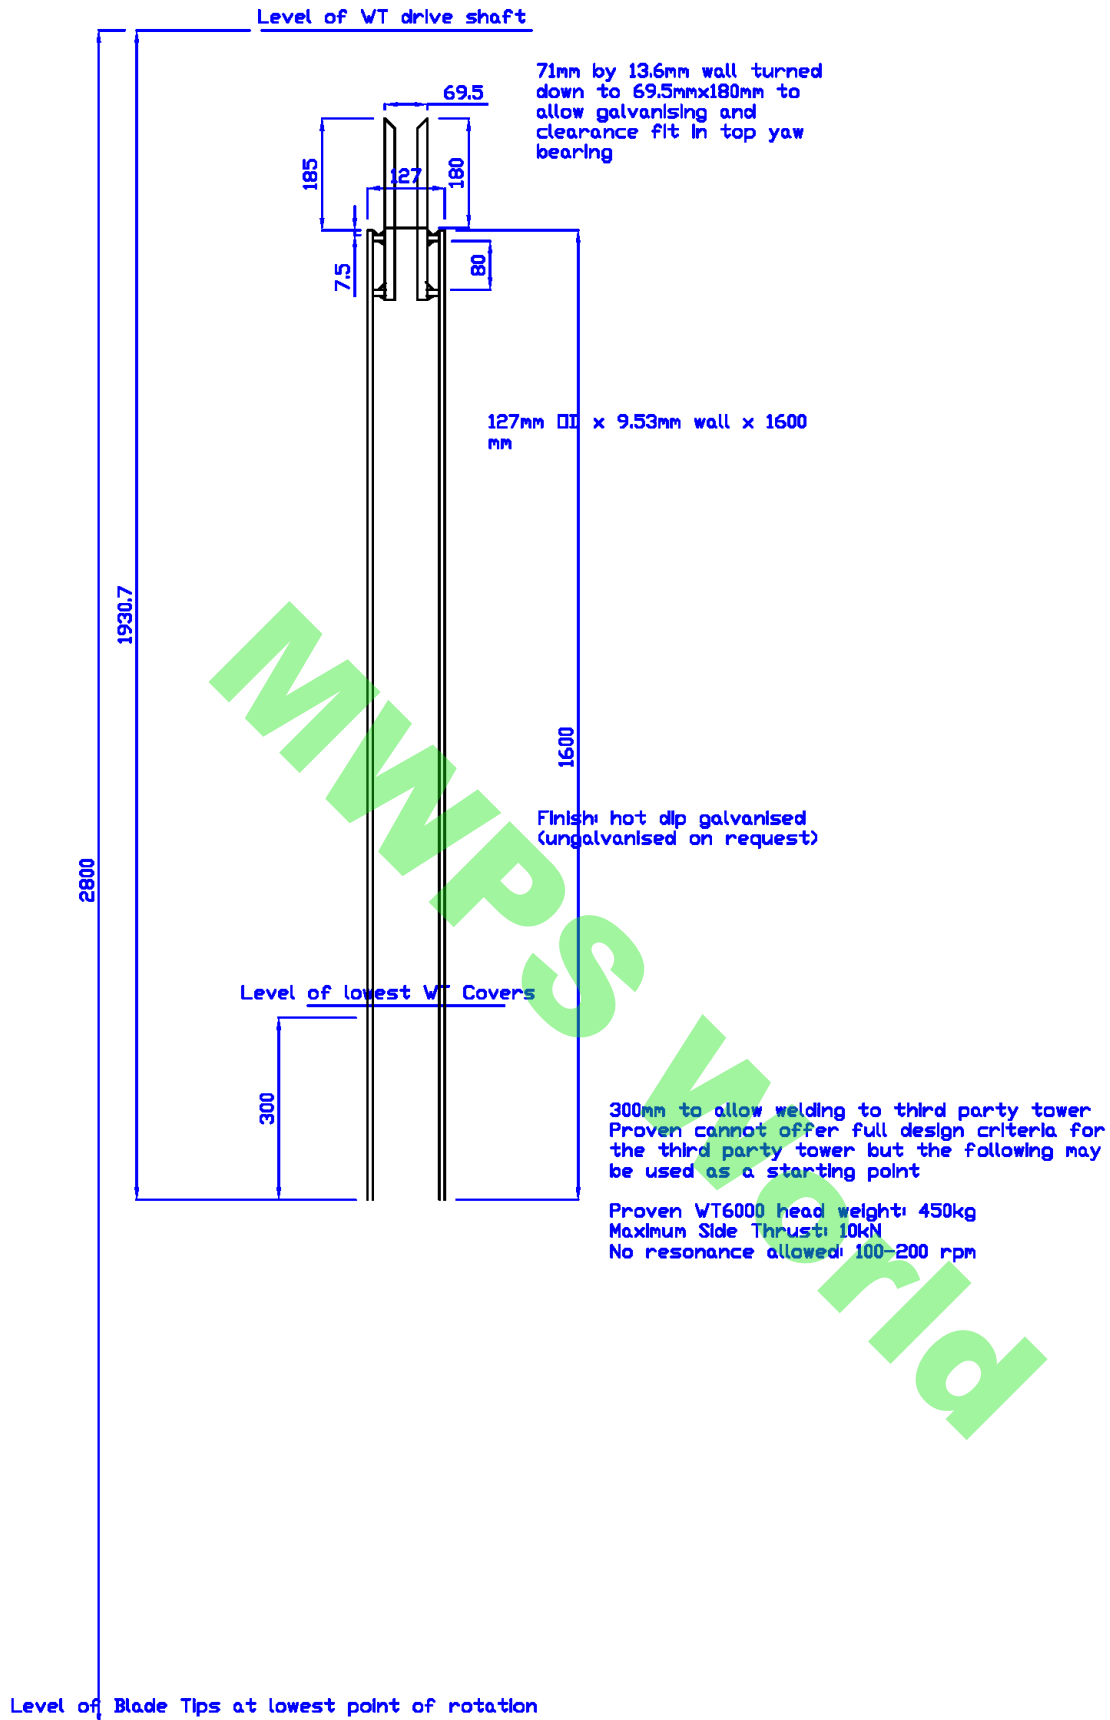 Level of WT drive shaft
71mm by 13.6mm wall turned
down to 69.5mmx180mm to
allow galvanising and
clearance fit in top yaw
bearing
69.5
185
127
180
7.5
80
127mm OD x 9.53mm wall x 1600
mm
1930.7
1600
Finish: hot dip galvanised
(ungalvanised on request)
2800
Level of lowest WT Covers
300
300mm to allow welding to third party tower
Proven cannot offer full design criteria for
the third party tower but the following may
be used as a starting point
Proven WT6000 head weight: 450kg
Maximum Side Thrust: 10kN
No resonance allowed: 100-200 rpm
Level of Blade Tips at lowest point of rotation
MWPS World